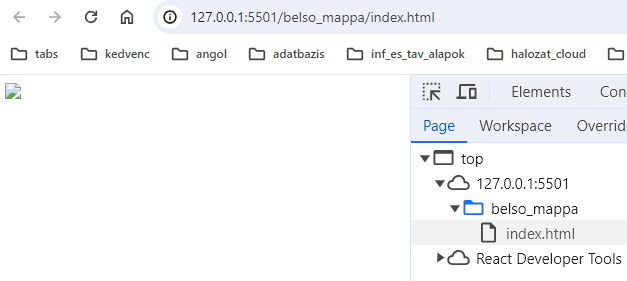 127.0.0.1:5501/belso_mappa/index.html
tabs kedvenc angol adatbazis inf_es_tav_alapok halozat_cloud
Elements Con
Page Workspace Overrid
top
127.0.0.1:5501
belso_mappa
index.html
React Developer Tools